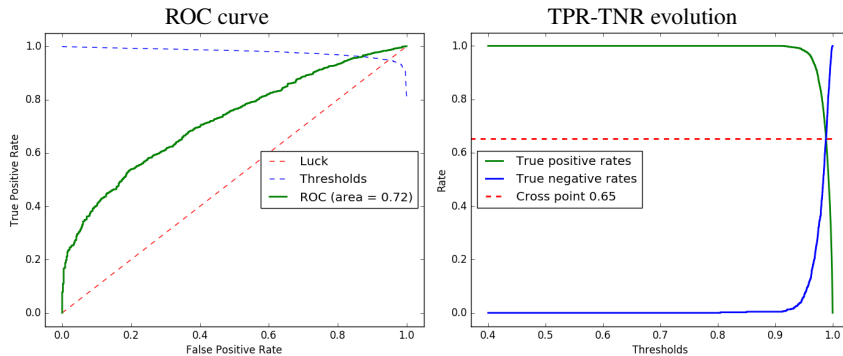 ROC curve
TPR-TNR evolution
True Positive Rate
1.0
0.8
0.6
0.4
0.2
0.0
Luck
Thresholds
ROC (area = 0.72)
0.0 0.2 0.4 0.6 0.8 1.0
False Positive Rate
Rate
1.0
0.8
0.6
0.4
0.2
0.0
True positive rates
True negative rates
Cross point 0.65
0.4 0.5 0.6 0.7 0.8 0.9 1.0
Thresholds